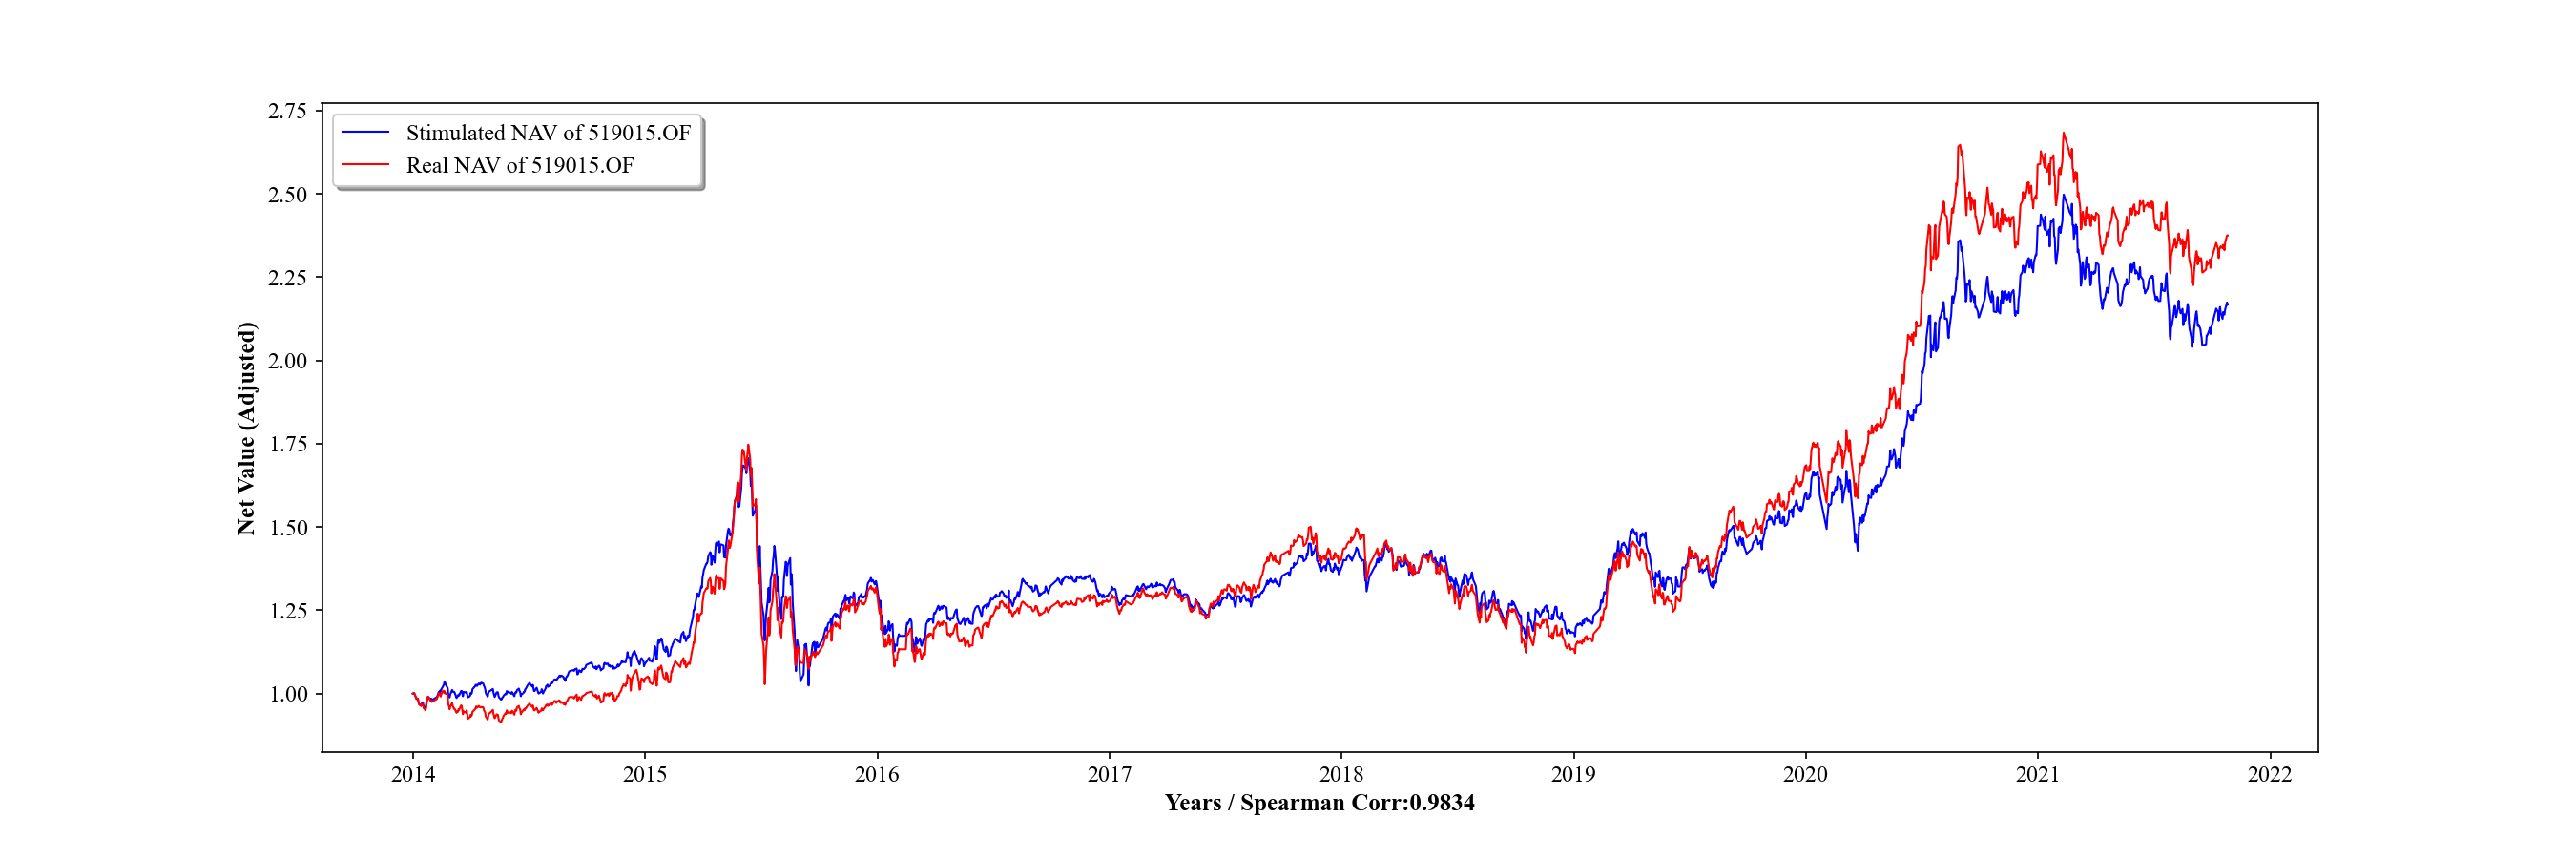 Stimulated NAV of 519015.OF
Real NAV of 519015.OF
2.75
2.50
2.25
2.00
1.75
1.50
1.25
1.00
Net Value (Adjusted)
2014 2015 2016 2017 2018 2019 2020 2021 2022
Years / Spearman Corr:0.9834